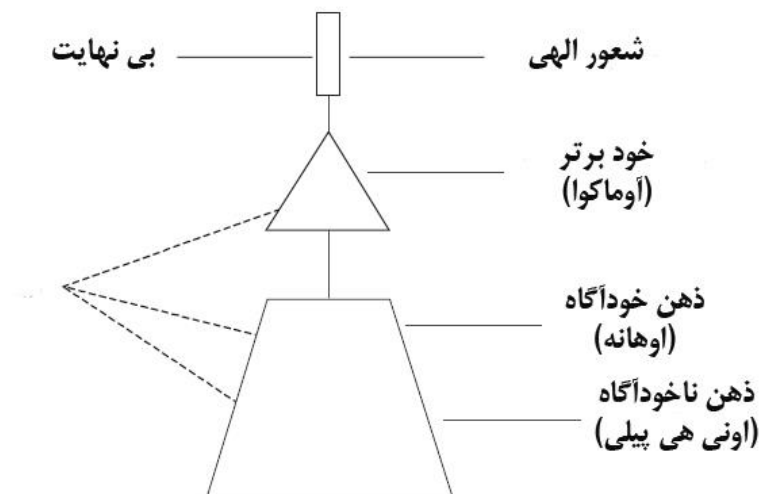 شعور الهی
بی نهایت
خود برتر
(آوماکوا)
ذهن خودآگاه
(اوهانه)
ذهن ناخودآگاه
(اونی هی پیلی)